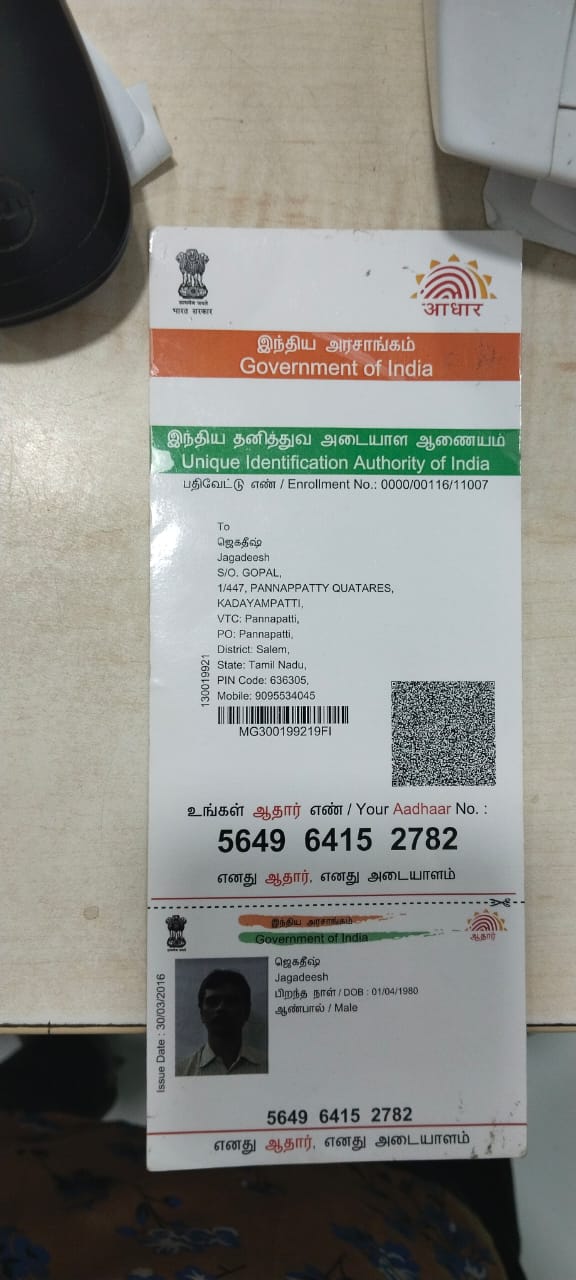 भारत सरकार
आधार
இந்திய அரசாங்கம்
Government of India
இந்திய தனித்துவ அடையாள ஆணையம்
Unique Identification Authority of India
பதிவேட்டு எண் / Enrollment No.: 0000/00116/11007
To
ஜெகதீஷ்
Jagadeesh
S/O. GOPAL,
1/447, PANNAPPATTY QUATARES,
KADAYAMPATTI,
VTC: Pannapatti,
PO: Pannapatti,
District: Salem,
State: Tamil Nadu,
PIN Code: 636305,
Mobile: 9095534045
130019921
MG300199219FI
உங்கள் ஆதார் எண் / Your Aadhaar No. :
5649 6415 2782
எனது ஆதார், எனது அடையாளம்
இந்திய அரசாங்கம்
Government of India
ஆதார்
ஜெகதீஷ்
Jagadeesh
பிறந்த நாள் / DOB : 01/04/1980
ஆண்பால் / Male
Issue Date : 30/03/2016
5649 6415 2782
எனது ஆதார், எனது அடையாளம்